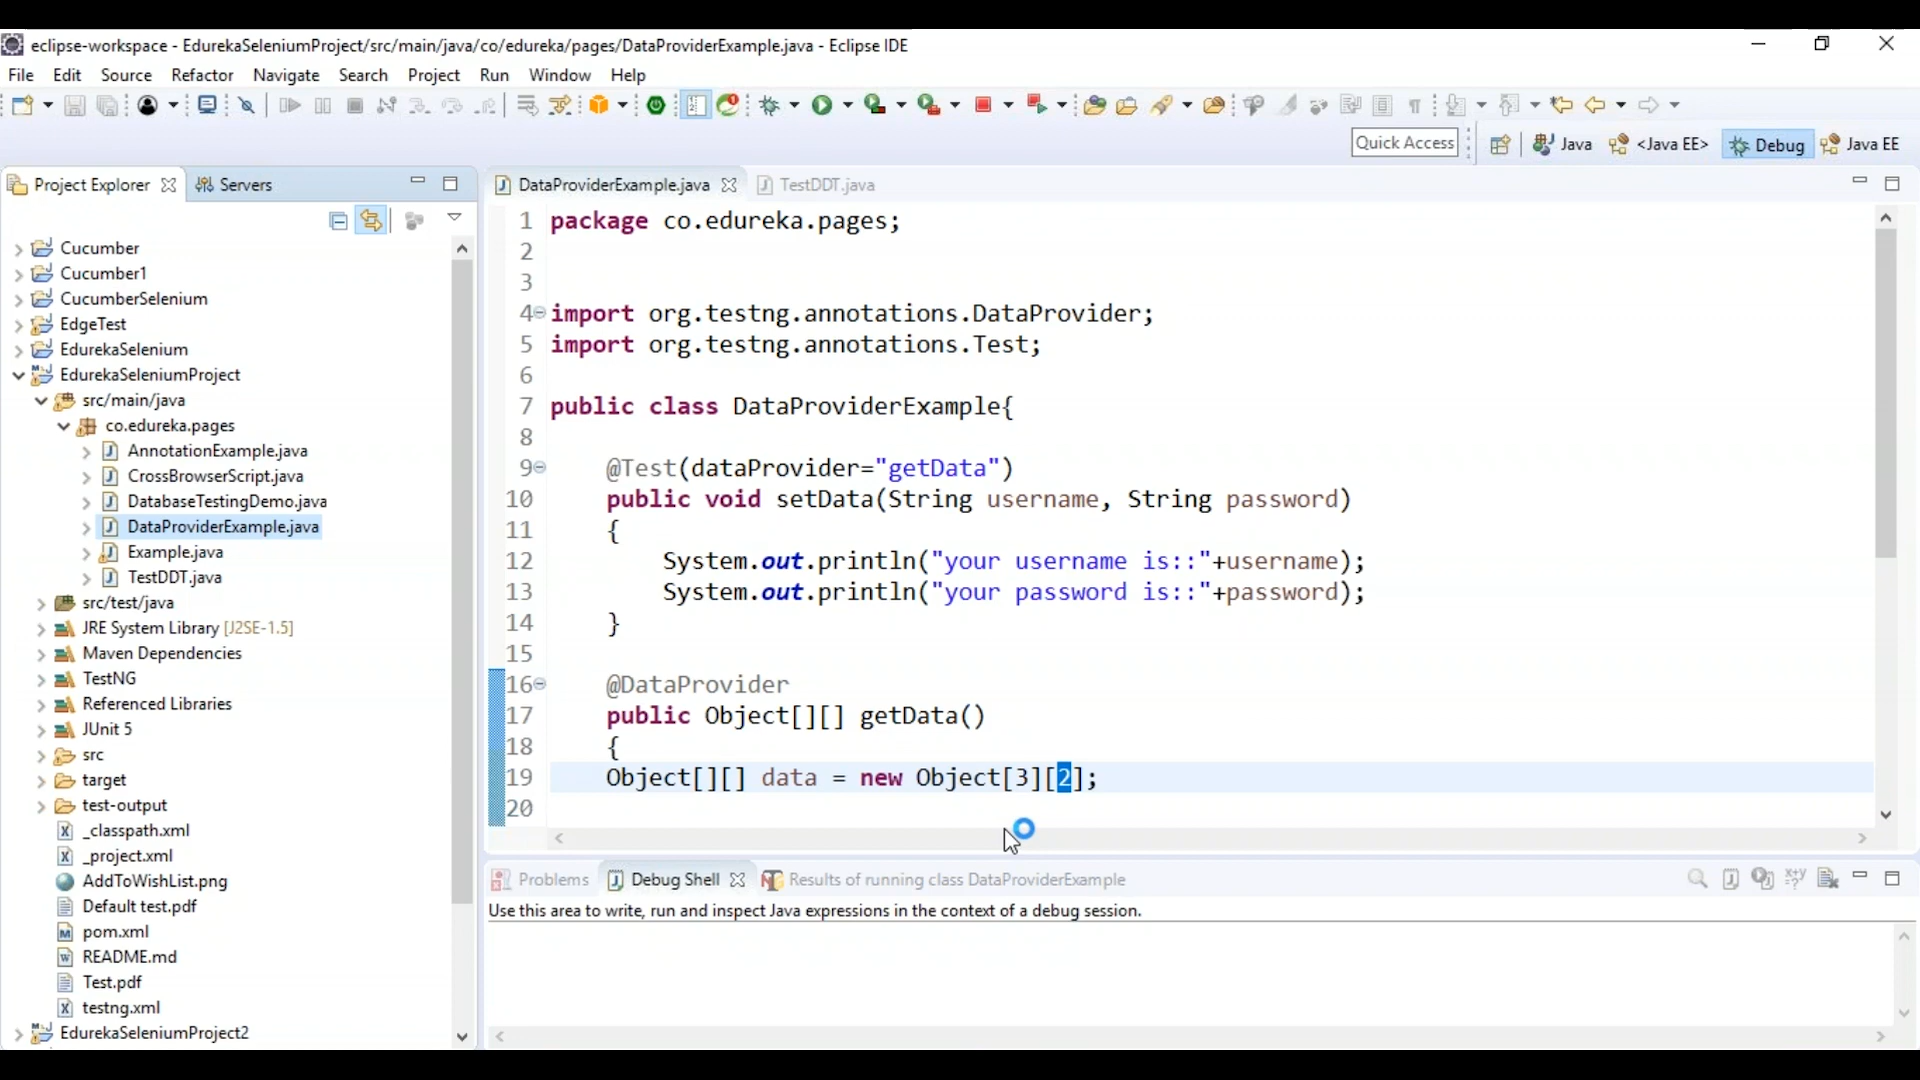 eclipse-workspace - EdurekaSeleniumProject/src/main/java/co/edureka/pages/DataProviderExample.java - Eclipse IDE
File Edit Source Refactor Navigate Search Project Run Window Help
Quick Access Java <Java EE> Debug Java EE
Project Explorer Servers
Cucumber
Cucumber1
CucumberSelenium
EdgeTest
EdurekaSelenium
EdurekaSeleniumProject
src/main/java
co.edureka.pages
AnnotationExample.java
CrossBrowserScript.java
DatabaseTestingDemo.java
DataProviderExample.java
Example.java
TestDDT.java
src/test/java
JRE System Library [J2SE-1.5]
Maven Dependencies
TestNG
Referenced Libraries
JUnit 5
src
target
test-output
_classpath.xml
_project.xml
AddToWishList.png
Default test.pdf
pom.xml
README.md
Test.pdf
testng.xml
EdurekaSeleniumProject2
DataProviderExample.java TestDDT.java
1 package co.edureka.pages;
2
3
4 import org.testng.annotations.DataProvider;
5 import org.testng.annotations.Test;
6
7 public class DataProviderExample{
8
9 @Test(dataProvider="getData")
10 public void setData(String username, String password)
11 {
12 System.out.println("your username is::"+username);
13 System.out.println("your password is::"+password);
14 }
15
16 @DataProvider
17 public Object[][] getData()
18 {
19 Object[][] data = new Object[3][2];
20
Problems Debug Shell Results of running class DataProviderExample
Use this area to write, run and inspect Java expressions in the context of a debug session.